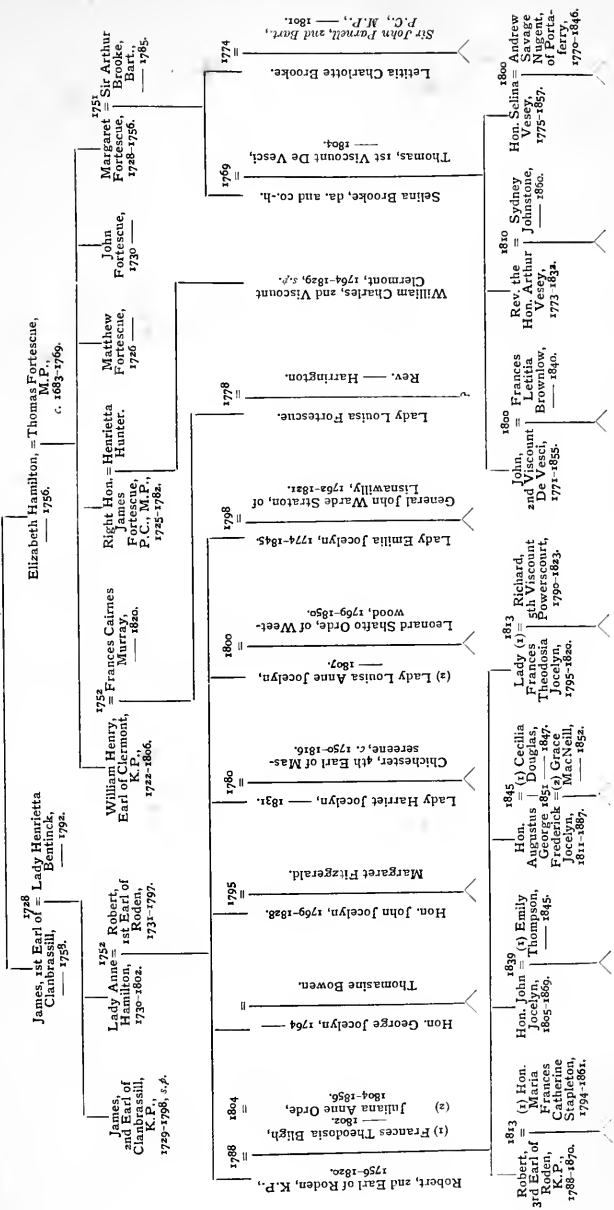 James, 1st Earl of
Clanbrassill,
—— 1758.
1728
= Lady Henrietta
Bentinck,
—— 1792.
Elizabeth Hamilton,
—— 1756.
= Thomas Fortescue,
M.P.,
c. 1683–1769.
James,
2nd Earl of
Clanbrassill,
K.P.,
1729–1798, s.p.
Lady Anne
Hamilton,
1730–1802.
1752
= Robert,
1st Earl of
Roden,
1731–1797.
William Henry,
Earl of Clermont,
K.P.,
1722–1806.
1752
= Frances Cairnes
Murray,
—— 1820.
Right Hon.
James
Fortescue,
P.C., M.P.,
1725–1782.
= Henrietta
Hunter.
Matthew
Fortescue,
1726 ——
John
Fortescue,
1730 ——
Margaret
Fortescue,
1728–1756.
1751
= Sir Arthur
Brooke,
Bart.,
—— 1785.
Robert, 2nd Earl of Roden, K.P.,
1756–1820.
1788
=
(1) Frances Theodosia Bligh,
—— 1802.
1804
(2) Juliana Anne Orde,
1804–1856.
Hon. George Jocelyn, 1764 ——
=
Thomasine Bowen.
Hon. John Jocelyn, 1769–1828.
1795
=
Margaret Fitzgerald.
Lady Harriet Jocelyn, —— 1831.
1780
=
Chichester, 4th Earl of Mas-
sereene, c. 1750–1816.
(2) Lady Louisa Anne Jocelyn,
—— 1807.
1800
=
Leonard Shafto Orde, of Weet-
wood, 1769–1850.
Lady Emilia Jocelyn, 1774–1845.
1798
=
General John Warde Straton, of
Lisnawilly, 1762–1821.
Lady Louisa Fortescue.
1778
=
Rev. —— Harrington.
William Charles, 2nd Viscount
Clermont, 1764–1829, s.p.
Selina Brooke, da. and co.-h.
1769
=
Thomas, 1st Viscount De Vesci,
—— 1804.
Letitia Charlotte Brooke.
1774
=
Sir John Parnell, 2nd Bart.,
P.C., M.P., —— 1801.
Robert,
3rd Earl of
Roden,
K.P.,
1788–1870.
1813
= (1) Hon.
Maria
Frances
Catherine
Stapleton,
1794–1861.
Hon. John
Jocelyn,
1805–1869.
1839
= (1) Emily
Thompson,
—— 1845.
Hon.
Augustus
George
Frederick
Jocelyn,
1811–1887.
1845
= (1) Cecilia
Douglas,
—— 1847.
1851
= (2) Grace
MacNeill,
—— 1852.
Lady (1)
Frances
Theodosia
Jocelyn,
1795–1820.
1813
= Richard,
5th Viscount
Powerscourt,
1790–1823.
John,
2nd Viscount
De Vesci,
1771–1855.
1800
= Frances
Letitia
Brownlow,
—— 1840.
Rev. the
Hon. Arthur
Vesey,
1773–1832.
1810
= Sydney
Johnstone,
—— 1860.
Hon. Selina
Vesey,
1775–1857.
1800
= Andrew
Savage
Nugent,
of Porta-
ferry,
1770–1846.